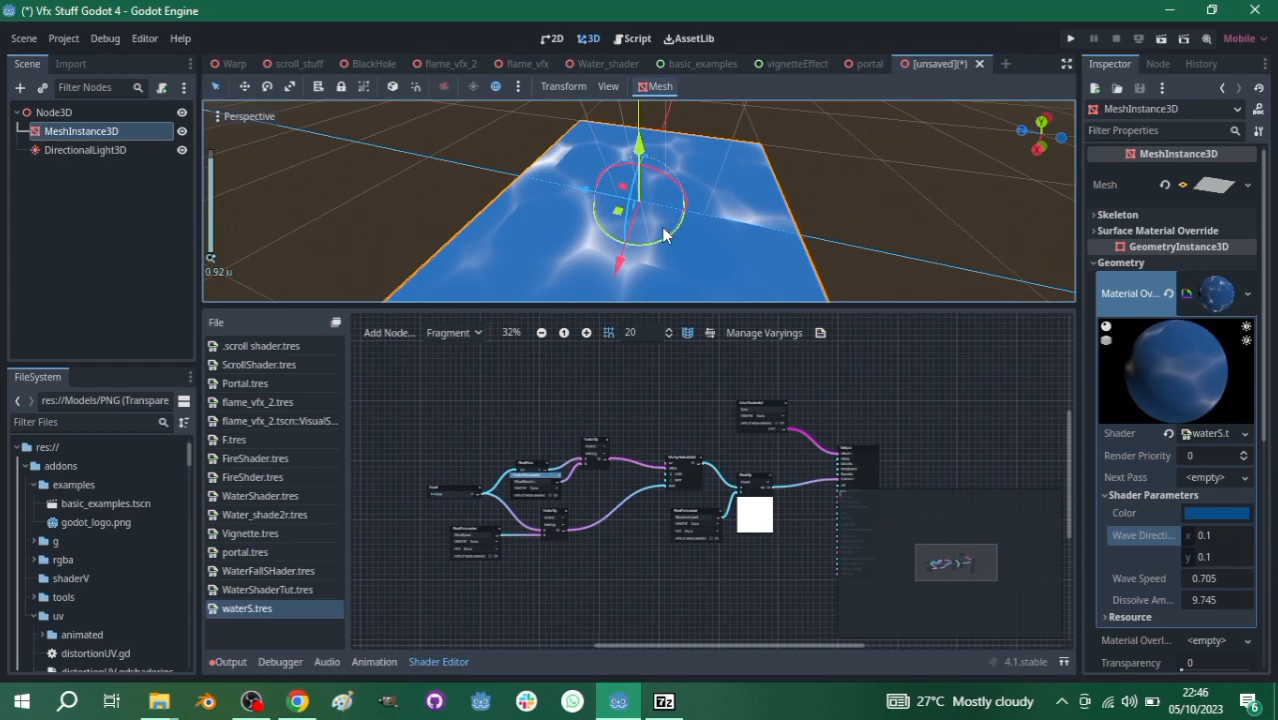 (*) Vfx Stuff Godot 4 - Godot Engine
Scene Project Debug Editor Help
2D 3D Script AssetLib
Mobile
Scene Import
Warp scroll_stuff BlackHole flame_vfx_2 flame_vfx Water_shader basic_examples vignetteEffect portal [unsaved](*)
Inspector Node History
Filter Nodes
Transform View Mesh
Node3D
MeshInstance3D
DirectionalLight3D
Perspective
0.92 u
MeshInstance3D
Filter Properties
MeshInstance3D
Mesh
Skeleton
Surface Material Override
GeometryInstance3D
Geometry
Material Ov...
Shader waterS.t
Render Priority 0
Next Pass <empty>
Shader Parameters
Color
Wave Directi... x 0.1
y 0.1
Wave Speed 0.705
Dissolve Am... 9.745
Resource
Material Overl... <empty>
Transparency 0
FileSystem
res://Models/PNG (Transpare
Filter Files
res://
addons
examples
basic_examples.tscn
godot_logo.png
g
rgba
shaderV
tools
uv
animated
distortionUV.gd
distortionUV.gdshaderinc
File
.scroll shader.tres
ScrollShader.tres
Portal.tres
flame_vfx_2.tres
flame_vfx_2.tscn::VisualS...
F.tres
FireShader.tres
FireShder.tres
WaterShader.tres
Water_shade2r.tres
Vignette.tres
portal.tres
WaterFallSHader.tres
WaterShaderTut.tres
waterS.tres
Add Node... Fragment 32% 20 Manage Varyings
Output Debugger Audio Animation Shader Editor 4.1.stable
27°C Mostly cloudy
22:46
05/10/2023
6